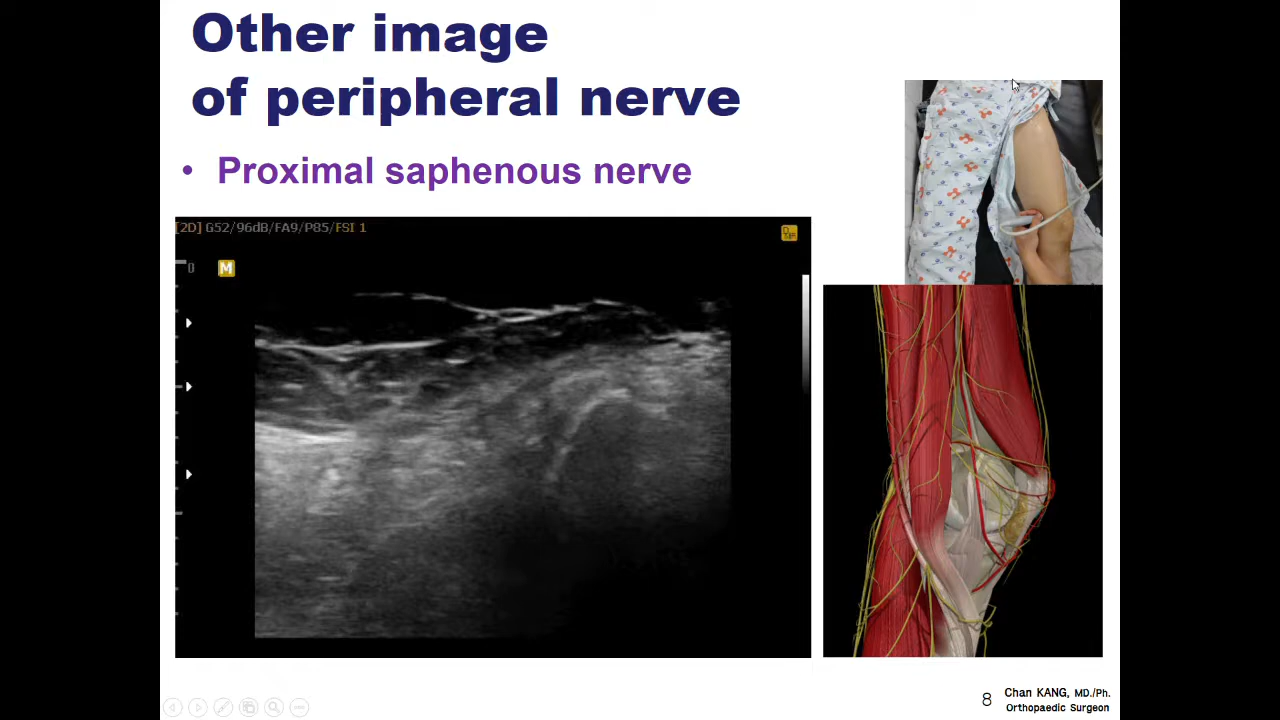 Other image
of peripheral nerve
• Proximal saphenous nerve
[2D] G52/96dB/FA9/P85/FSI 1
0
M
8
Chan KANG, MD./Ph.
Orthopaedic Surgeon